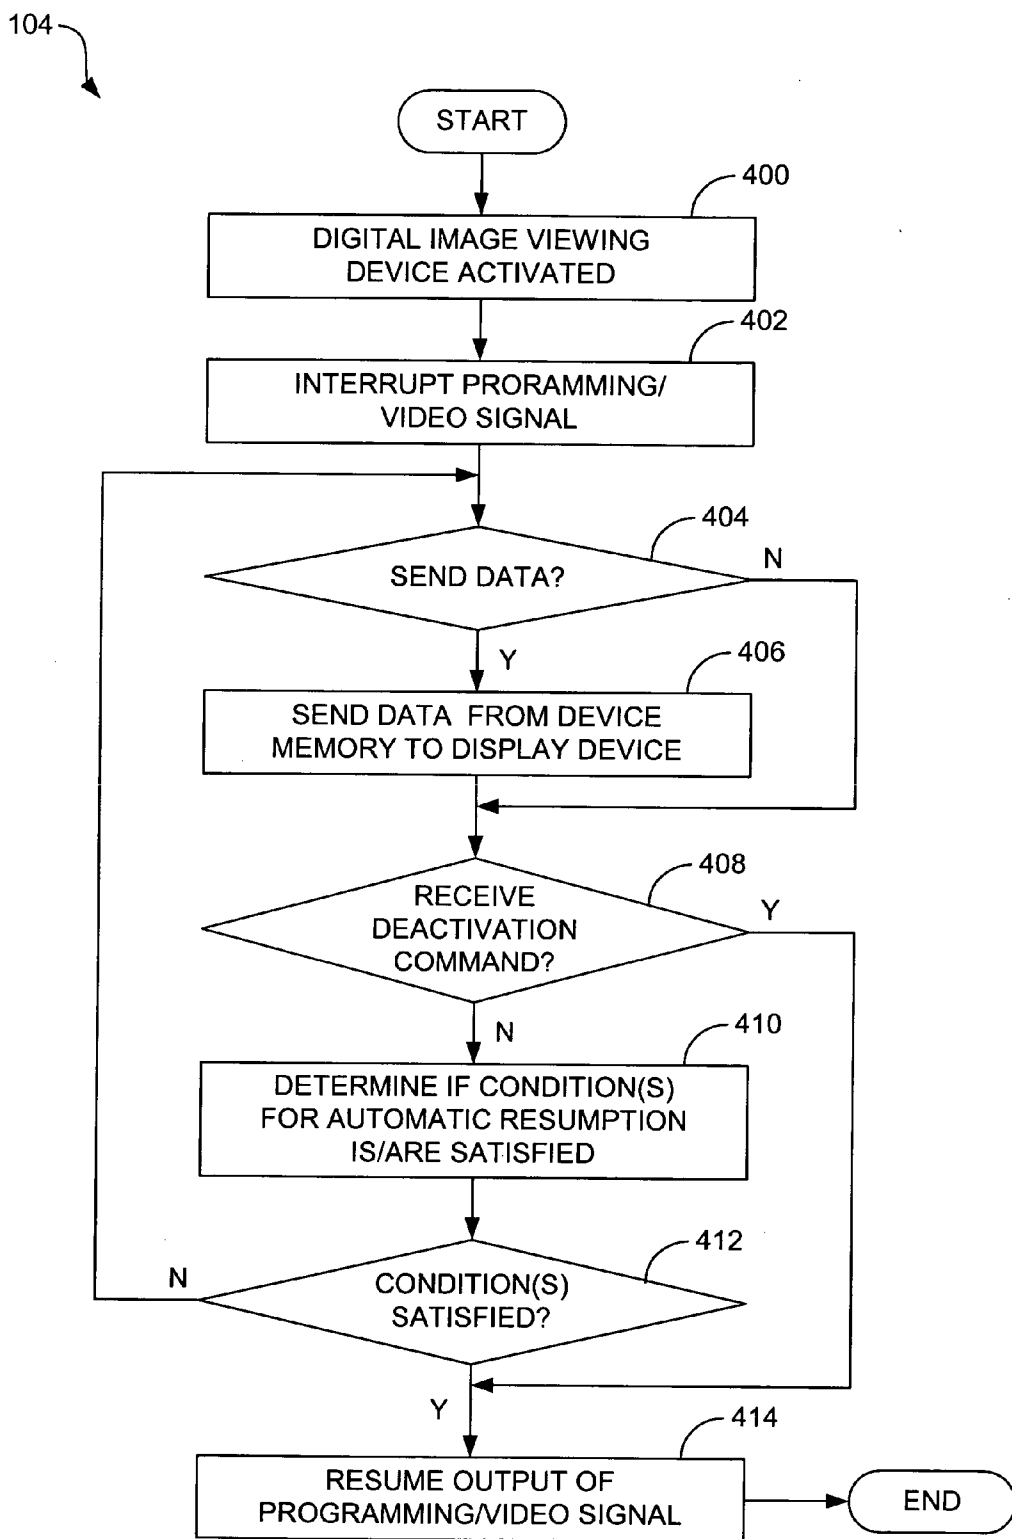 104
START
400
DIGITAL IMAGE VIEWING
DEVICE ACTIVATED
402
INTERRUPT PRORAMMING/
VIDEO SIGNAL
404
SEND DATA?
N
Y
406
SEND DATA FROM DEVICE
MEMORY TO DISPLAY DEVICE
408
RECEIVE
DEACTIVATION
COMMAND?
Y
N
410
DETERMINE IF CONDITION(S)
FOR AUTOMATIC RESUMPTION
IS/ARE SATISFIED
412
N
CONDITION(S)
SATISFIED?
Y
414
RESUME OUTPUT OF
PROGRAMMING/VIDEO SIGNAL
END